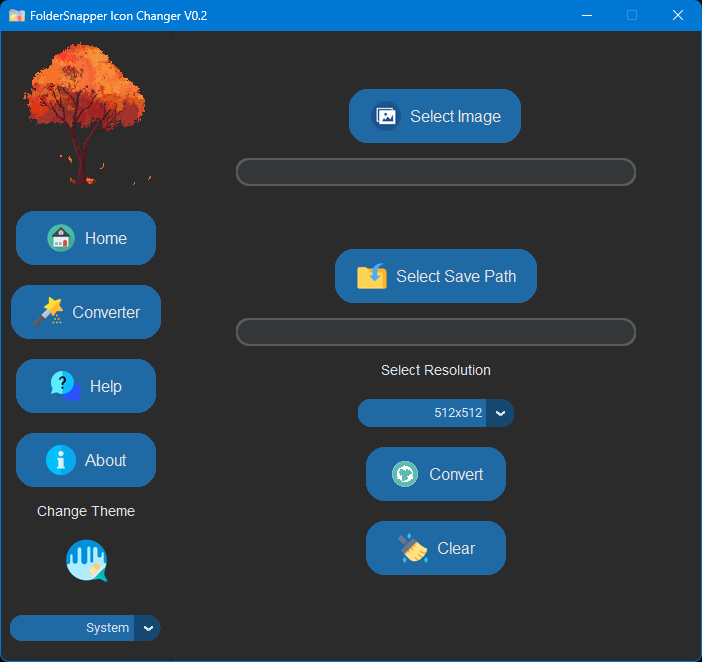 FolderSnapper Icon Changer V0.2
Home
Converter
Help
About
Change Theme
System
Select Image
Select Save Path
Select Resolution
512x512
Convert
Clear